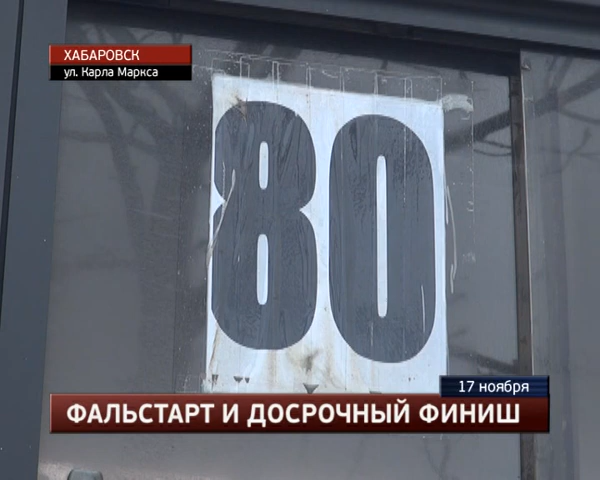 ХАБАРОВСК
ул. Карла Маркса
80
17 ноября
ФАЛЬСТАРТ И ДОСРОЧНЫЙ ФИНИШ